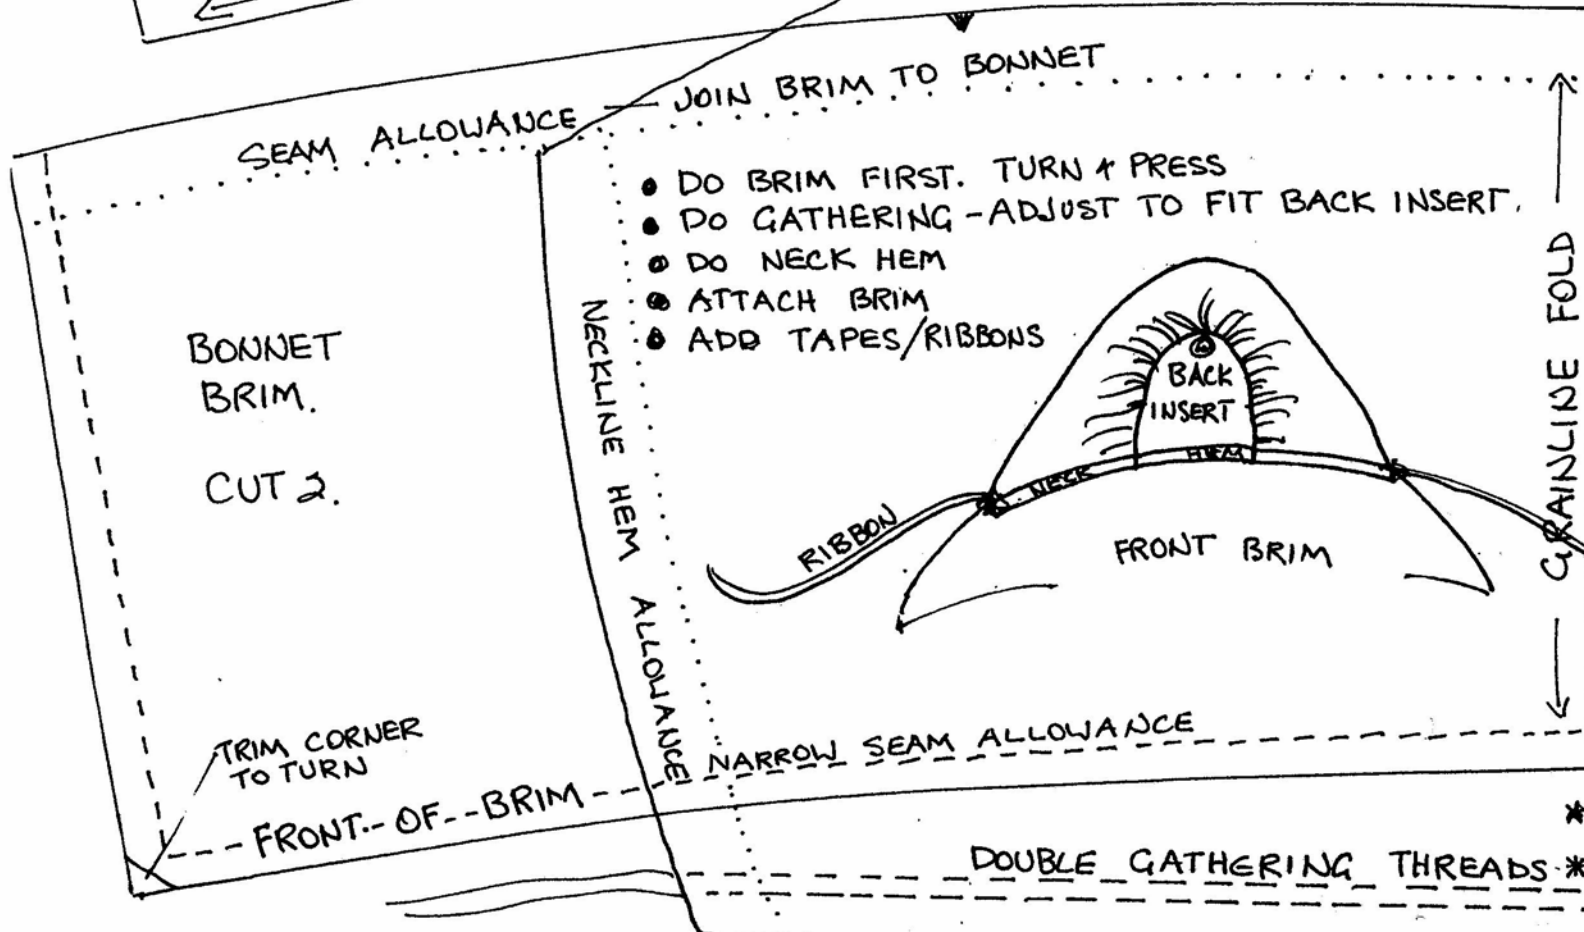 SEAM ALLOWANCE — JOIN BRIM TO BONNET
• DO BRIM FIRST. TURN & PRESS
• DO GATHERING - ADJUST TO FIT BACK INSERT.
• DO NECK HEM
• ATTACH BRIM
• ADD TAPES/RIBBONS
BONNET
BRIM.
CUT 2.
NECKLINE HEM ALLOWANCE
BACK
INSERT
NECK HEM
RIBBON
FRONT BRIM
GRAINLINE FOLD
TRIM CORNER
TO TURN
FRONT OF BRIM
NARROW SEAM ALLOWANCE
*
DOUBLE GATHERING THREADS *